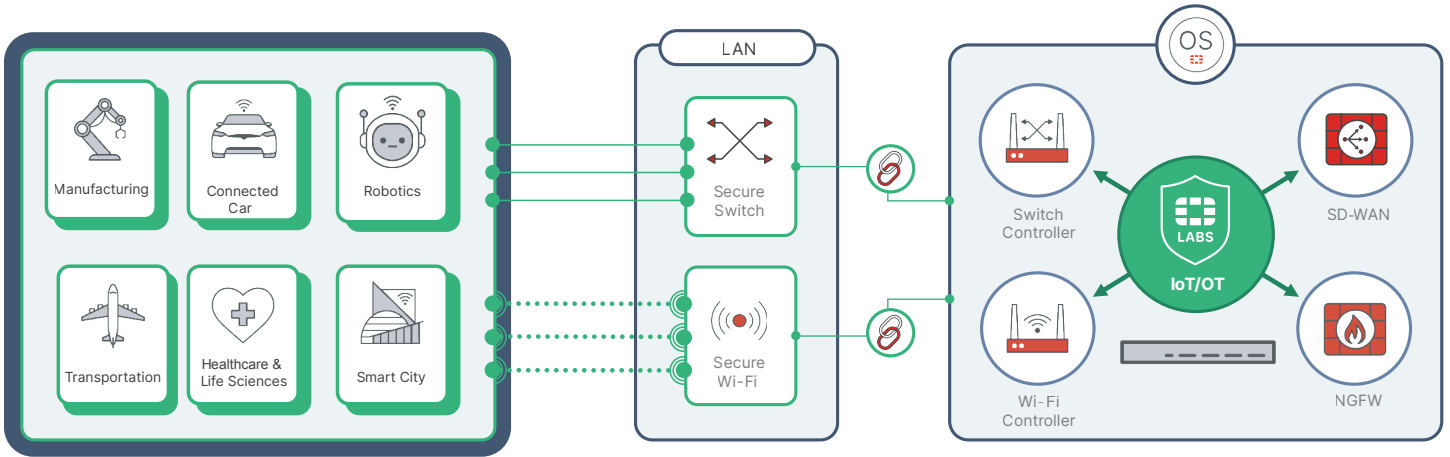 LAN
OS
Manufacturing
Connected
Car
Robotics
Secure
Switch
Switch
Controller
SD-WAN
LABS
IoT/OT
Transportation
Healthcare &
Life Sciences
Smart City
Secure
Wi-Fi
Wi-Fi
Controller
NGFW